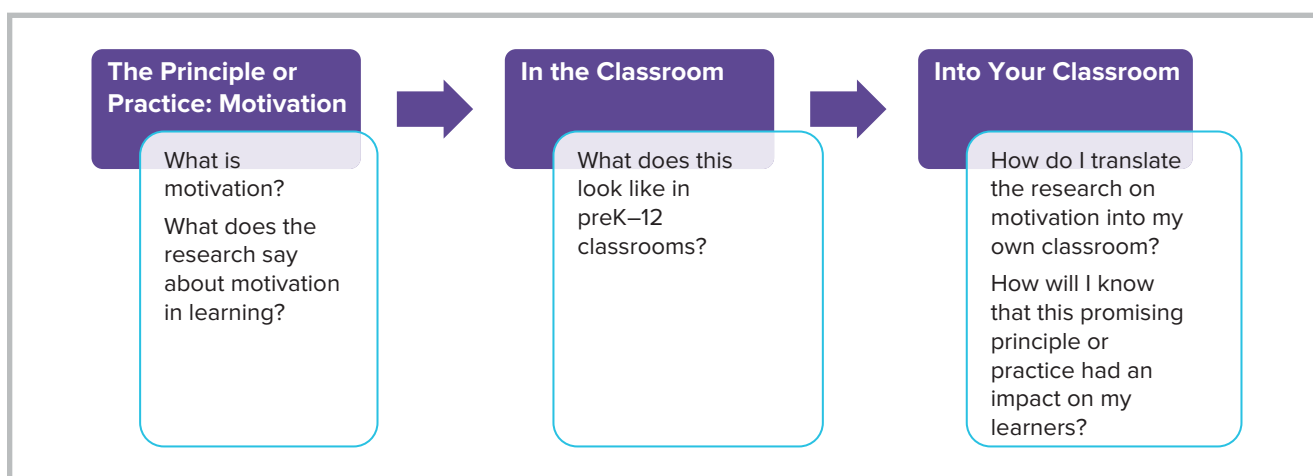 The Principle or
Practice: Motivation
What is
motivation?
What does the
research say
about motivation
in learning?
In the Classroom
What does this
look like in
preK–12
classrooms?
Into Your Classroom
How do I translate
the research on
motivation into my
own classroom?
How will I know
that this promising
principle or
practice had an
impact on my
learners?